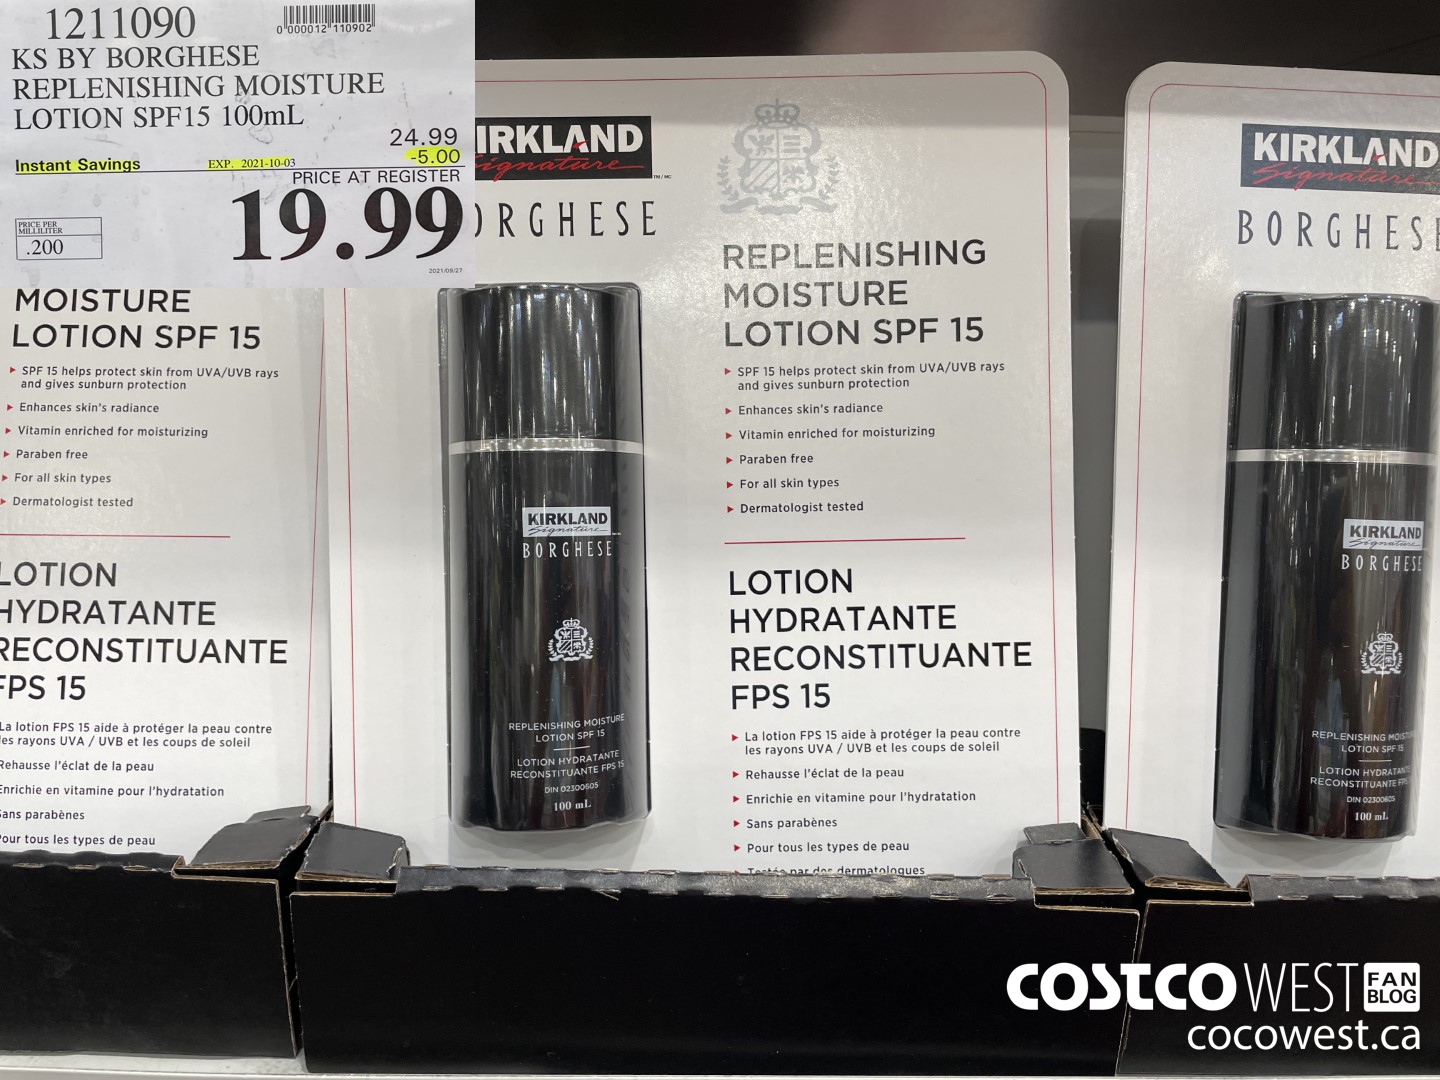 1211090
0"000012"110902"
KS BY BORGHESE
REPLENISHING MOISTURE
LOTION SPF15 100mL
24.99
Instant Savings EXP. 2021-10-03 -5.00
PRICE AT REGISTER
19.99
PRICE PER
MILLILITER
.200
2021/09/27
MOISTURE
LOTION SPF 15
SPF 15 helps protect skin from UVA/UVB rays
and gives sunburn protection
Enhances skin's radiance
Vitamin enriched for moisturizing
Paraben free
For all skin types
Dermatologist tested
LOTION
HYDRATANTE
RECONSTITUANTE
FPS 15
La lotion FPS 15 aide à protéger la peau contre
les rayons UVA / UVB et les coups de soleil
Rehausse l'éclat de la peau
Enrichie en vitamine pour l'hydratation
Sans parabènes
Pour tous les types de peau
KIRKLAND
Signature
TM/MC
BORGHESE
KIRKLAND
Signature
BORGHESE
REPLENISHING MOISTURE
LOTION SPF 15
LOTION HYDRATANTE
RECONSTITUANTE FPS 15
DIN 02300605
100 mL
REPLENISHING
MOISTURE
LOTION SPF 15
SPF 15 helps protect skin from UVA/UVB rays
and gives sunburn protection
Enhances skin's radiance
Vitamin enriched for moisturizing
Paraben free
For all skin types
Dermatologist tested
LOTION
HYDRATANTE
RECONSTITUANTE
FPS 15
La lotion FPS 15 aide à protéger la peau contre
les rayons UVA / UVB et les coups de soleil
Rehausse l'éclat de la peau
Enrichie en vitamine pour l'hydratation
Sans parabènes
Pour tous les types de peau
Testée par des dermatologues
KIRKLAND
Signature
BORGHESE
KIRKLAND
Signature
BORGHESE
REPLENISHING MOISTURE
LOTION SPF 15
LOTION HYDRATANTE
RECONSTITUANTE FPS
DIN 02300605
100 mL
COSTCO WEST FAN BLOG
cocowest.ca